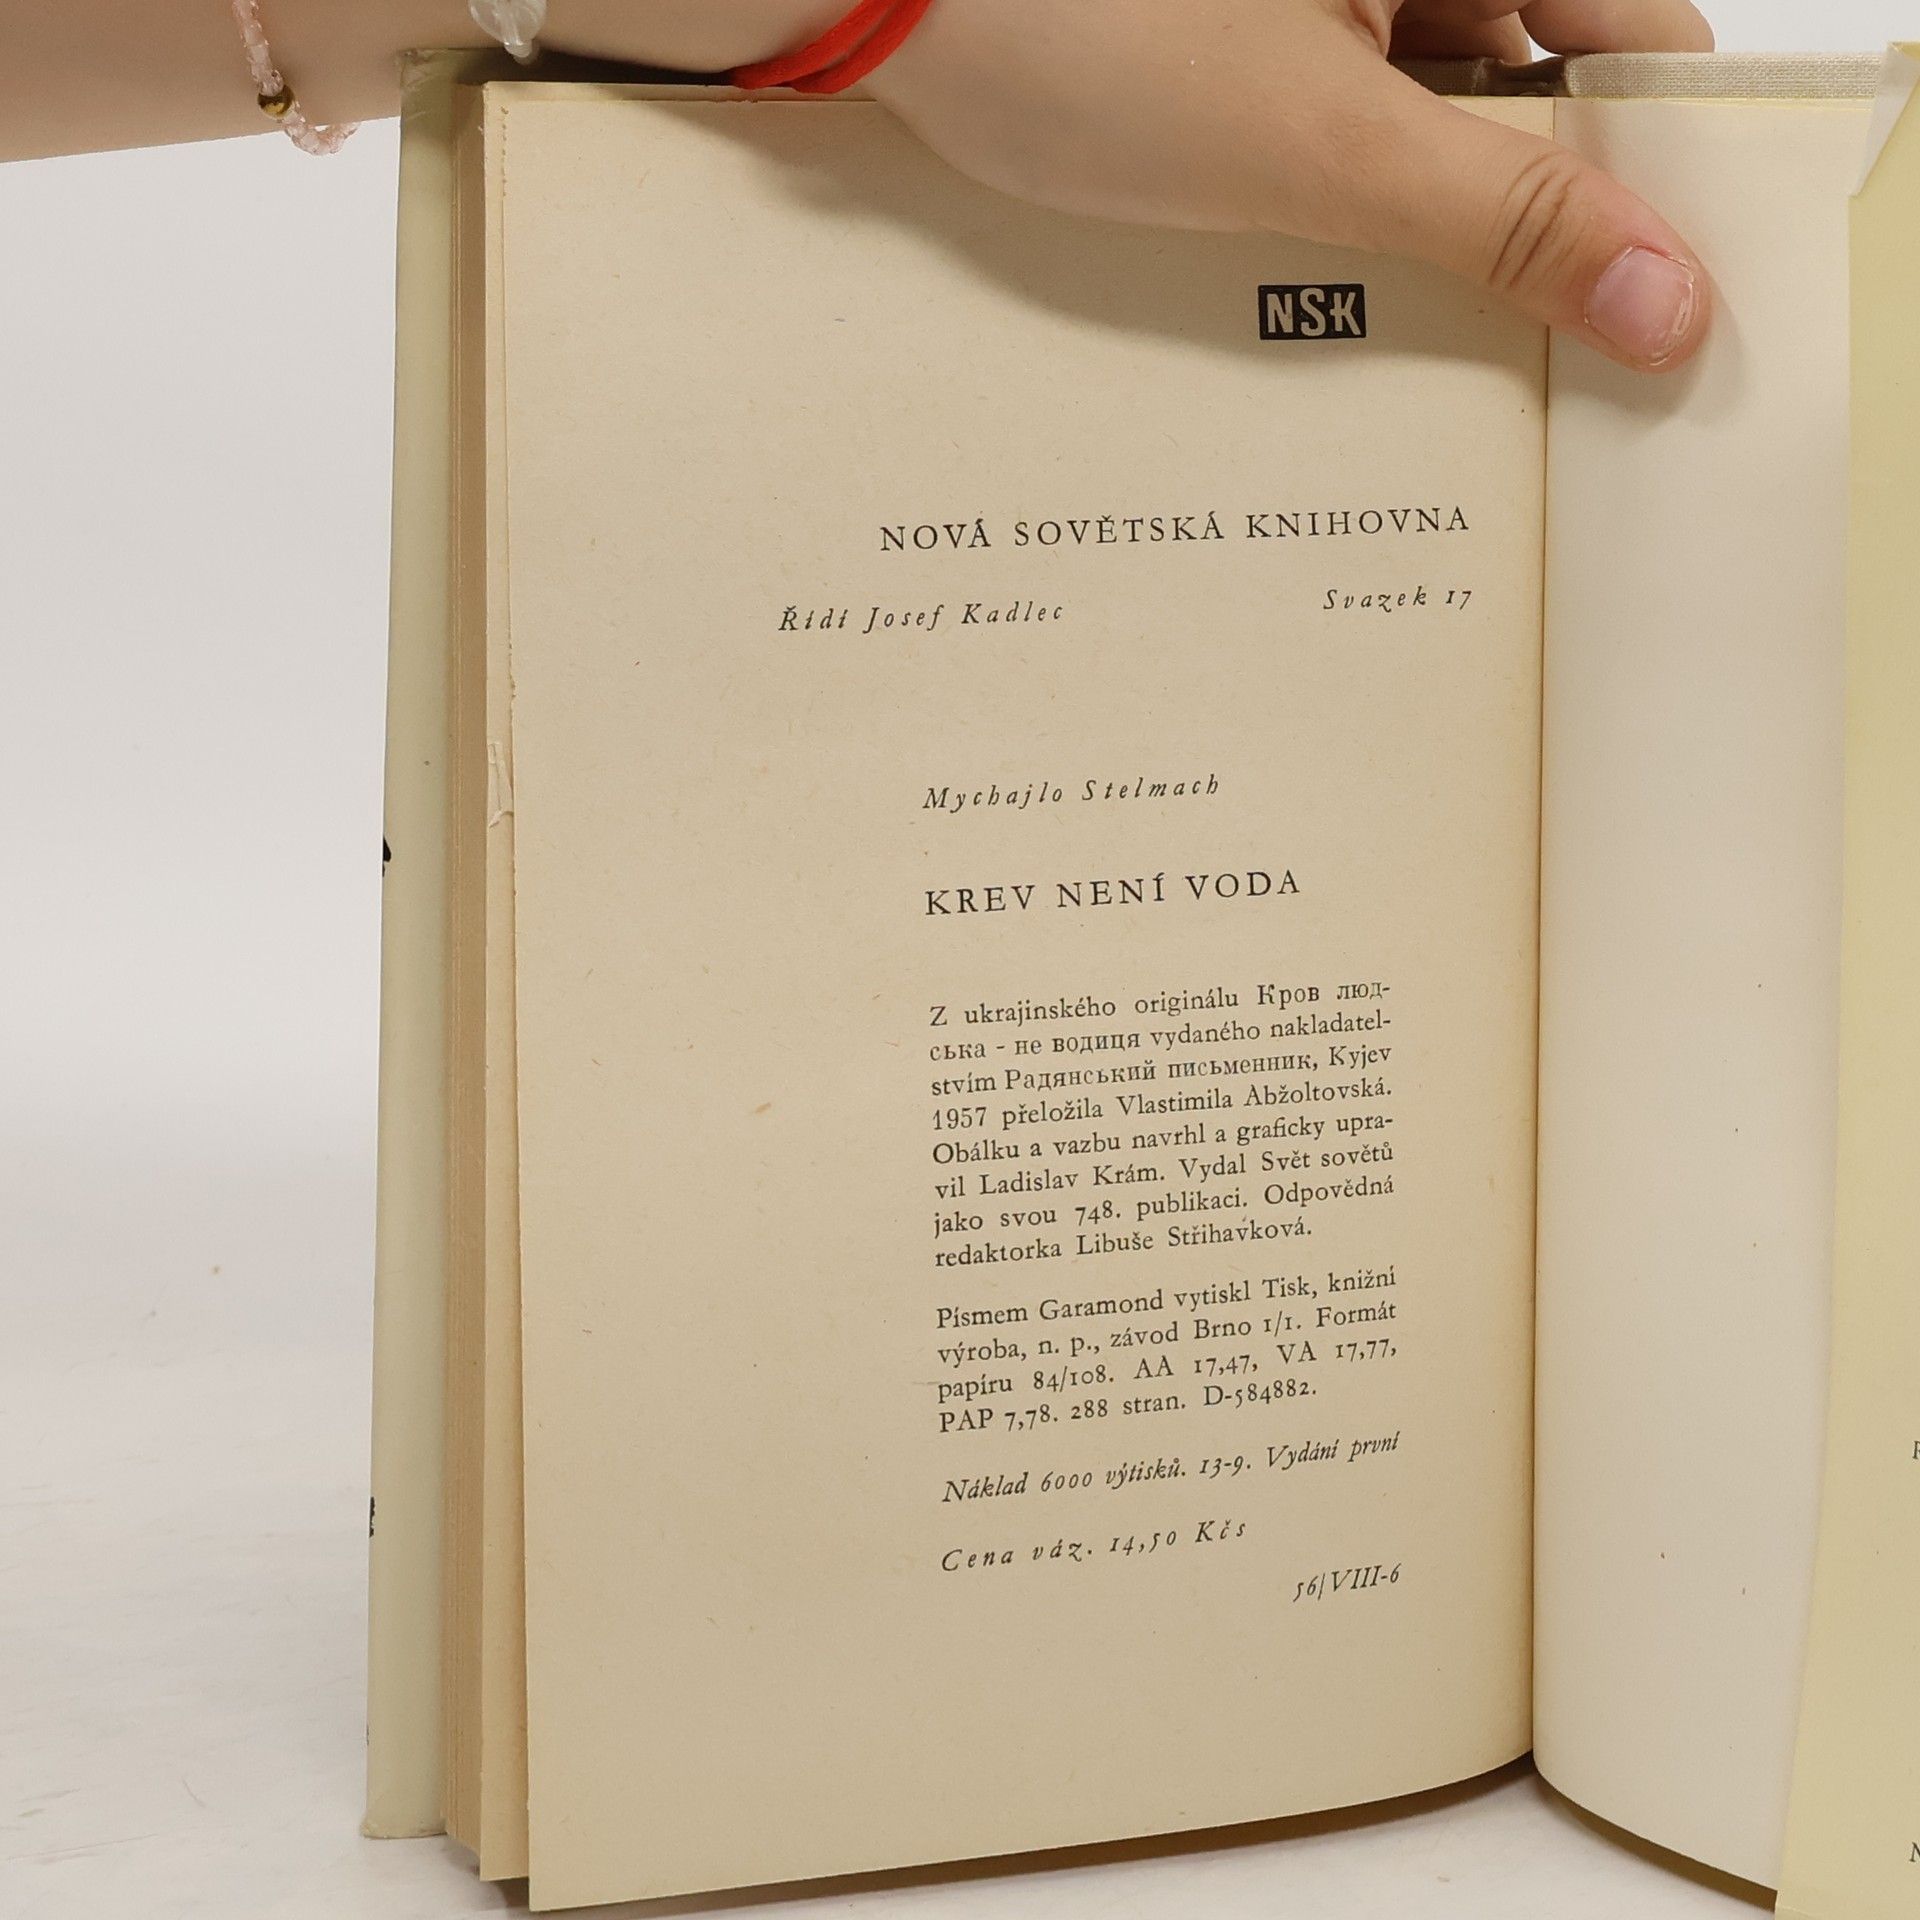 NSK
NOVÁ SOVĚTSKÁ KNIHOVNA
Řídí Josef Kadlec Svazek 17
Mychajlo Stelmach
KREV NENÍ VODA
Z ukrajinského originálu Кров люд-
ська - не водиця vydaného nakladatel-
stvím Радянський письменник, Kyjev
1957 přeložila Vlastimila Abžoltovská.
Obálku a vazbu navrhl a graficky upra-
vil Ladislav Krám. Vydal Svět sovětů
jako svou 748. publikaci. Odpovědná
redaktorka Libuše Střihavková.
Písmem Garamond vytiskl Tisk, knižní
výroba, n. p., závod Brno 1/1. Formát
papíru 84/108. AA 17,47, VA 17,77,
PAP 7,78. 288 stran. D-584882.
Náklad 6000 výtisků. 13-9. Vydání první
Cena váz. 14,50 Kčs
56/VIII-6